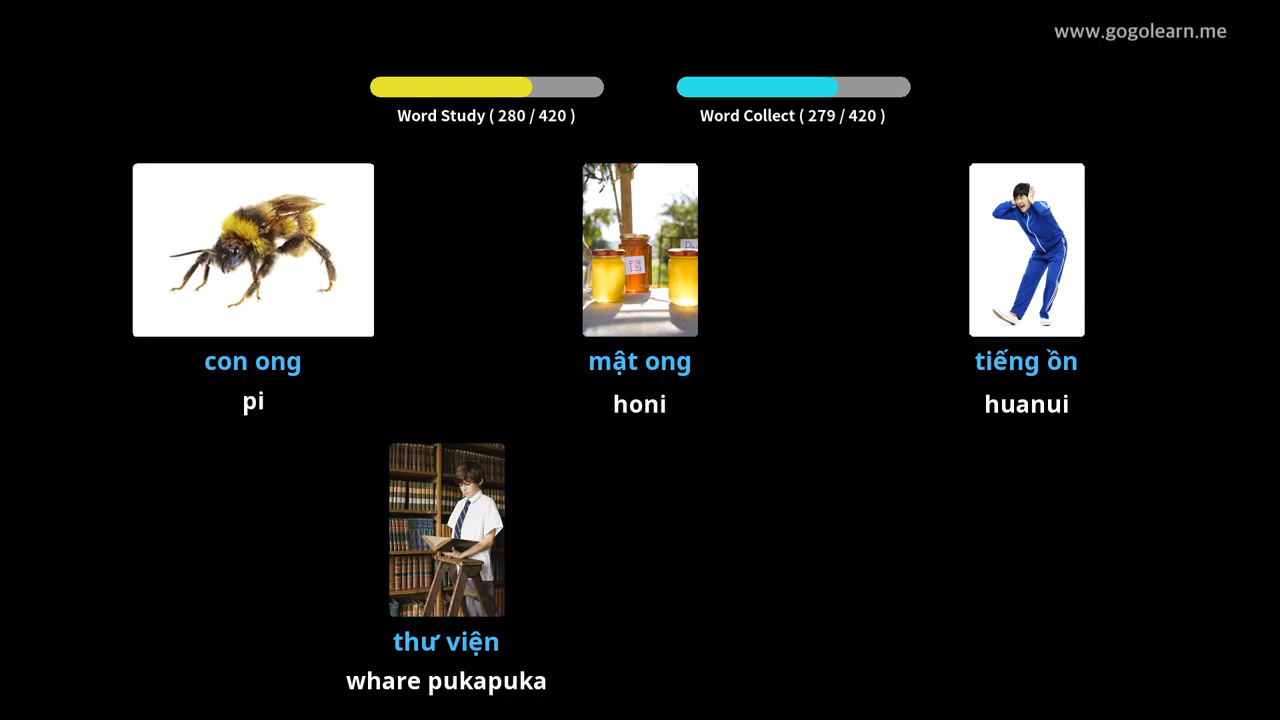 www.gogolearn.me
Word Study ( 280 / 420 )
Word Collect ( 279 / 420 )
con ong
mật ong
tiếng ồn
pi
honi
huanui
thư viện
whare pukapuka